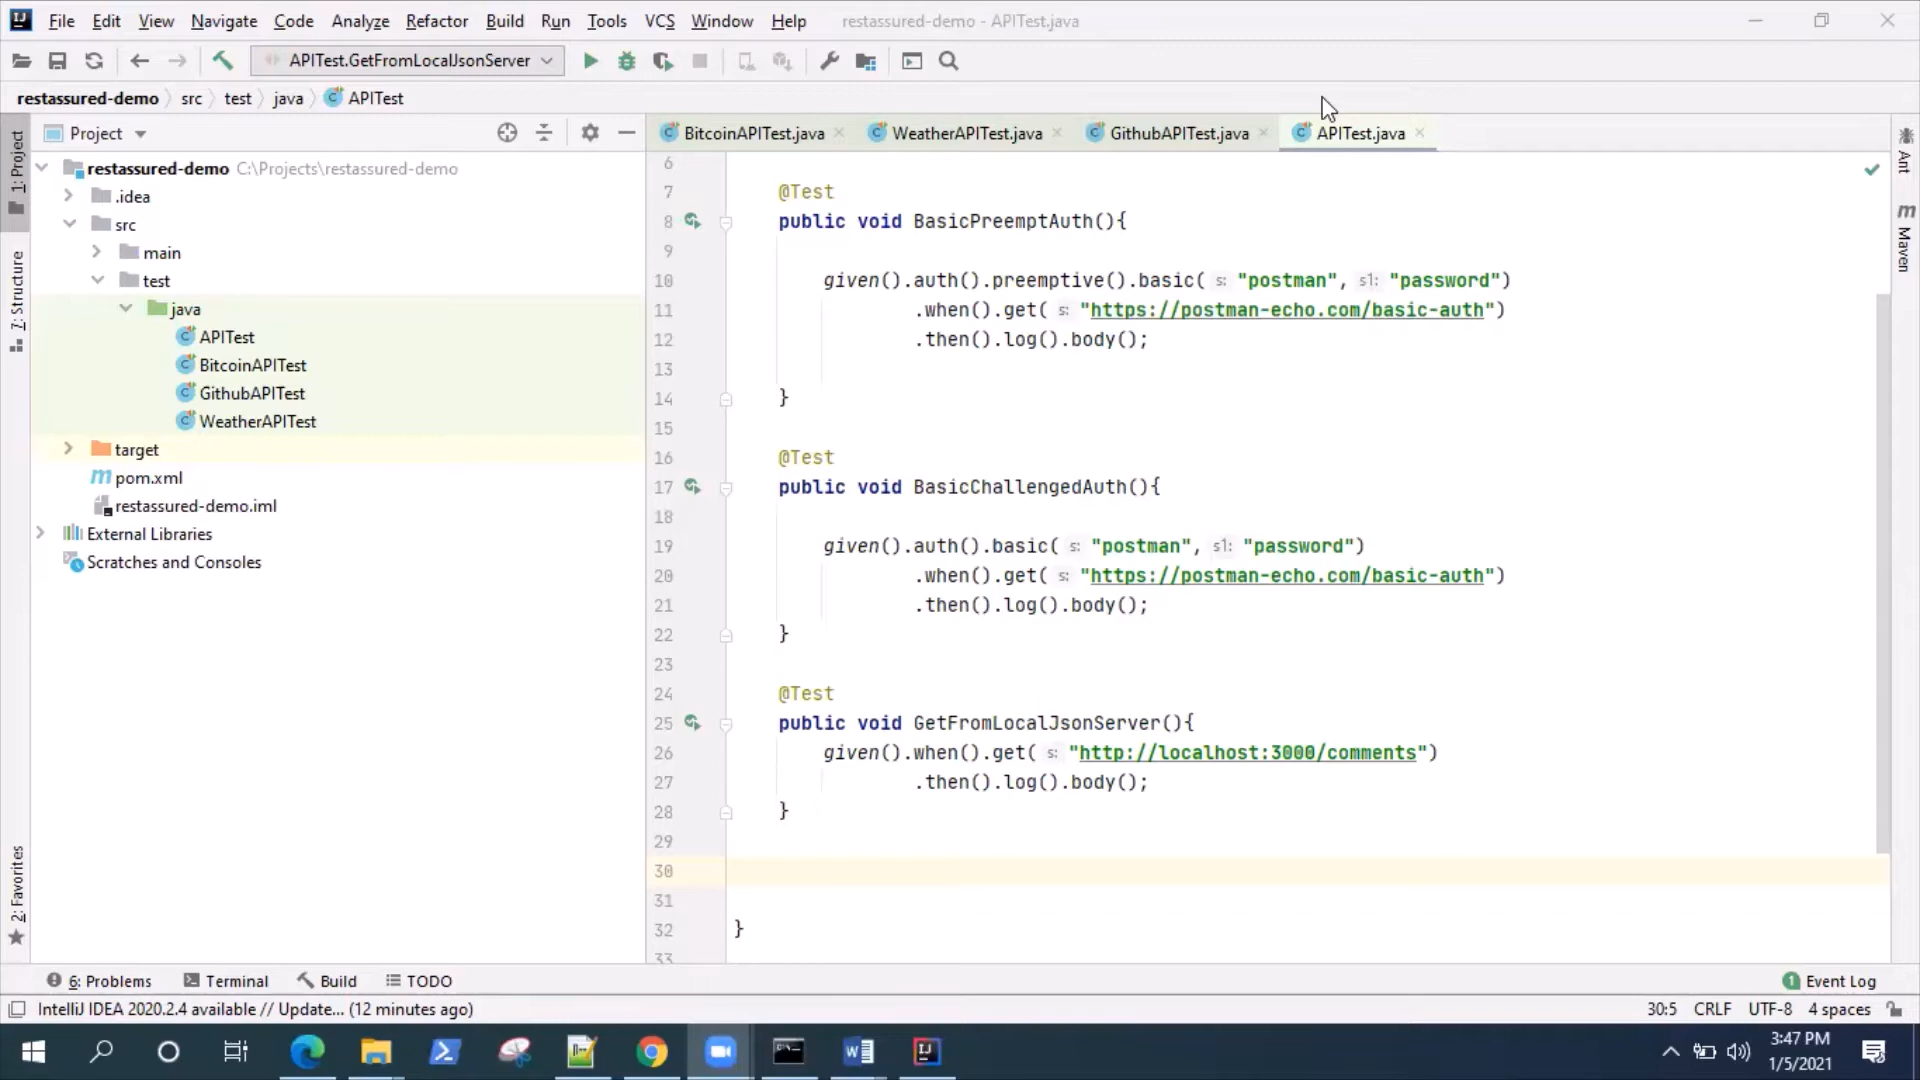 File Edit View Navigate Code Analyze Refactor Build Run Tools VCS Window Help restassured-demo - APITest.java
APITest.GetFromLocalJsonServer
restassured-demo src test java APITest
Project
BitcoinAPITest.java WeatherAPITest.java GithubAPITest.java APITest.java
1: Project
7: Structure
2: Favorites
Ant
Maven
restassured-demo C:\Projects\restassured-demo
.idea
src
main
test
java
APITest
BitcoinAPITest
GithubAPITest
WeatherAPITest
target
pom.xml
restassured-demo.iml
External Libraries
Scratches and Consoles
6
7 @Test
8 public void BasicPreemptAuth(){
9
10 given().auth().preemptive().basic( s: "postman", s1: "password")
11 .when().get( s: "https://postman-echo.com/basic-auth")
12 .then().log().body();
13
14 }
15
16 @Test
17 public void BasicChallengedAuth(){
18
19 given().auth().basic( s: "postman", s1: "password")
20 .when().get( s: "https://postman-echo.com/basic-auth")
21 .then().log().body();
22 }
23
24 @Test
25 public void GetFromLocalJsonServer(){
26 given().when().get( s: "http://localhost:3000/comments")
27 .then().log().body();
28 }
29
30
31
32 }
33
6: Problems Terminal Build TODO 1 Event Log
IntelliJ IDEA 2020.2.4 available // Update... (12 minutes ago) 30:5 CRLF UTF-8 4 spaces
3:47 PM
1/5/2021